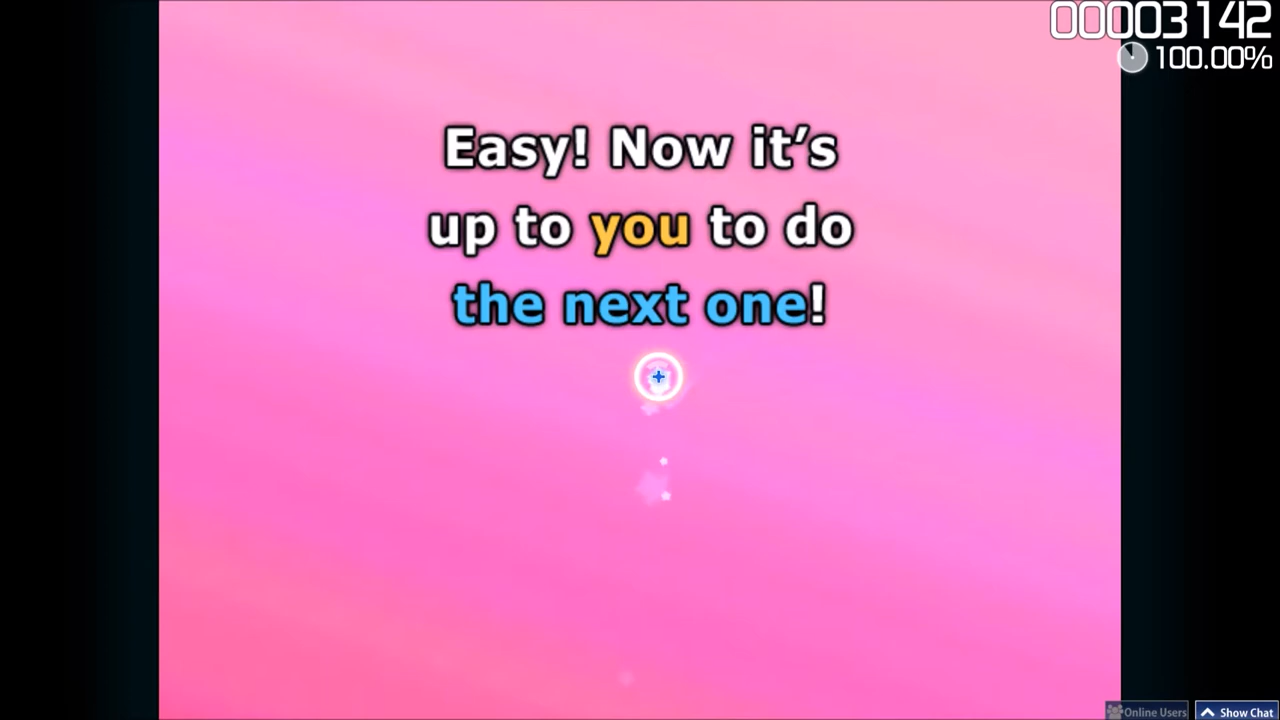 00003142
100.00%
Easy! Now it’s
up to you to do
the next one!
Online Users
Show Chat